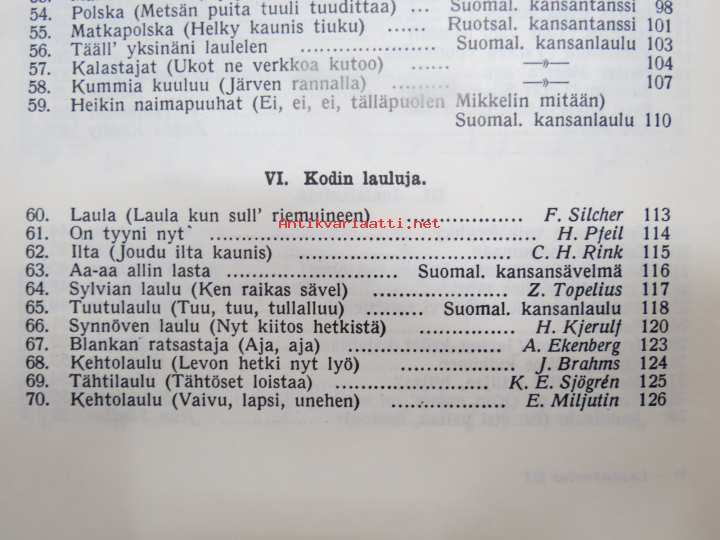 54. Polska (Metsän puita tuuli tuudittaa) ... Suomal. kansantanssi 98
55. Matkapolska (Helky kaunis tiuku) ...... Ruotsal. kansantanssi 101
56. Tääll' yksinäni laulelen .................... Suomal. kansanlaulu 103
57. Kalastajat (Ukot ne verkkoa kutoo) ...... —»— 104
58. Kummia kuuluu (Järven rannalla) ......... —»— 107
59. Heikin naimapuuhat (Ei, ei, ei, tälläpuolen Mikkelin mitään)
Suomal. kansanlaulu 110
VI. Kodin lauluja.
60. Laula (Laula kun sull' riemuineen) .................. F. Silcher 113
Antikvariaatti.net
61. On tyyni nyt ................................................ H. Pfeil 114
62. Ilta (Joudu ilta kaunis) ............................... C. H. Rink 115
63. Aa-aa allin lasta ......................... Suomal. kansansävelmä 116
64. Sylvian laulu (Ken raikas sävel) .................... Z. Topelius 117
65. Tuutulaulu (Tuu, tuu, tullalluu) ......... Suomal. kansanlaulu 118
66. Synnöven laulu (Nyt kiitos hetkistä) .............. H. Kjerulf 120
67. Blankan ratsastaja (Aja, aja) ........................ A. Ekenberg 123
68. Kehtolaulu (Levon hetki nyt lyö) ................. J. Brahms 124
69. Tähtilaulu (Tähtöset loistaa) ...................... K. E. Sjögrén 125
70. Kehtolaulu (Vaivu, lapsi, unehen) ................. E. Miljutin 126